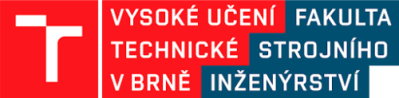 VYSOKÉ UČENÍ FAKULTA
TECHNICKÉ STROJNÍHO
V BRNĚ INŽENÝRSTVÍ